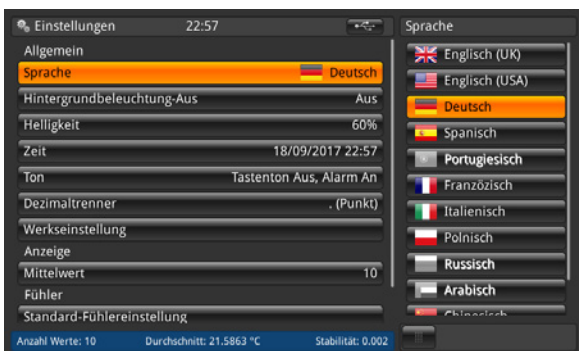 Einstellungen 22:57
Allgemein
Sprache Deutsch
Hintergrundbeleuchtung-Aus Aus
Helligkeit 60%
Zeit 18/09/2017 22:57
Ton Tastenton Aus, Alarm An
Dezimaltrenner . (Punkt)
Werkseinstellung
Anzeige
Mittelwert 10
Fühler
Standard-Fühlereinstellung
Anzahl Werte: 10 Durchschnitt: 21.5863 °C Stabilität: 0.002
Sprache
Englisch (UK)
Englisch (USA)
Deutsch
Spanisch
Portugiesisch
Französisch
Italienisch
Polnisch
Russisch
Arabisch
Chinesisch